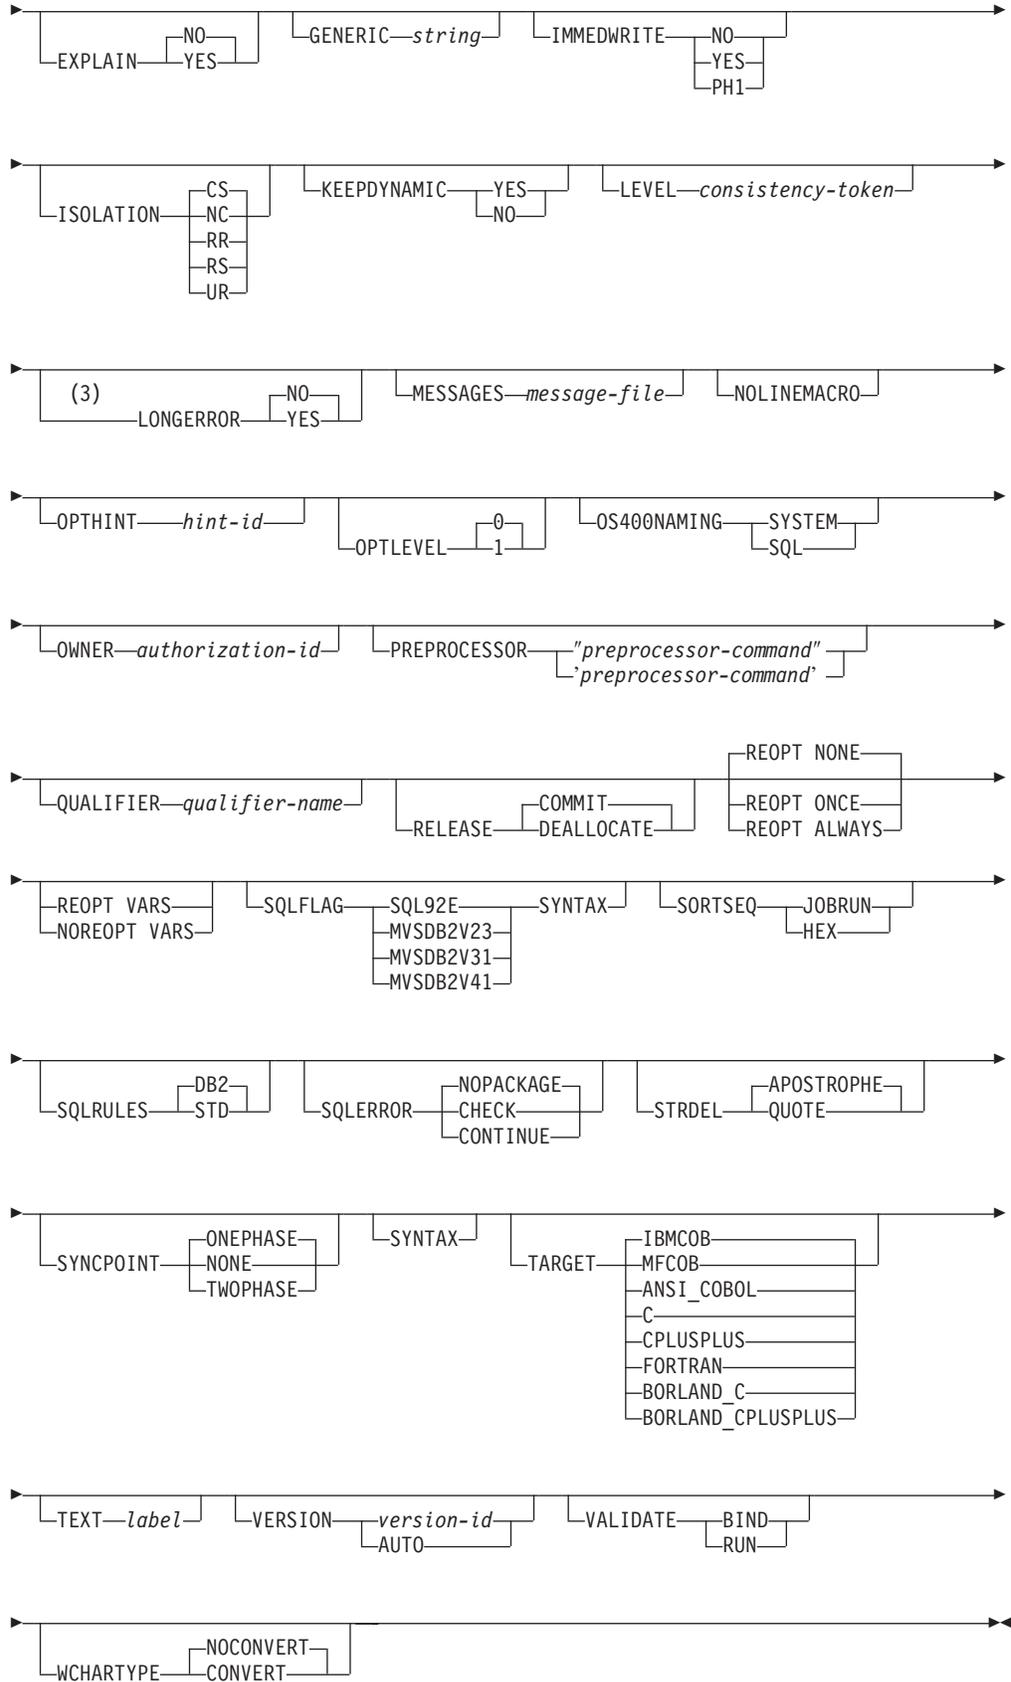 NO
EXPLAIN YES
GENERIC string
IMMEDWRITE NO
YES
PH1
CS
ISOLATION NC
RR
RS
UR
KEEPDYNAMIC YES
NO
LEVEL consistency-token
(3) NO
LONGERROR YES
MESSAGES message-file
NOLINEMACRO
OPTHINT hint-id
0
OPTLEVEL 1
OS400NAMING SYSTEM
SQL
OWNER authorization-id
PREPROCESSOR "preprocessor-command"
'preprocessor-command'
QUALIFIER qualifier-name
COMMIT
RELEASE DEALLOCATE
REOPT NONE
REOPT ONCE
REOPT ALWAYS
REOPT VARS
NOREOPT VARS
SQLFLAG SQL92E SYNTAX
MVSDB2V23
MVSDB2V31
MVSDB2V41
SORTSEQ JOBRUN
HEX
DB2
SQLRULES STD
NOPACKAGE
SQLERROR CHECK
CONTINUE
APOSTROPHE
STRDEL QUOTE
ONEPHASE
SYNCPOINT NONE
TWOPHASE
SYNTAX
IBMCOB
TARGET MFCOB
ANSI_COBOL
C
CPLUSPLUS
FORTRAN
BORLAND_C
BORLAND_CPLUSPLUS
TEXT label
VERSION version-id
AUTO
VALIDATE BIND
RUN
NOCONVERT
WCHARTYPE CONVERT